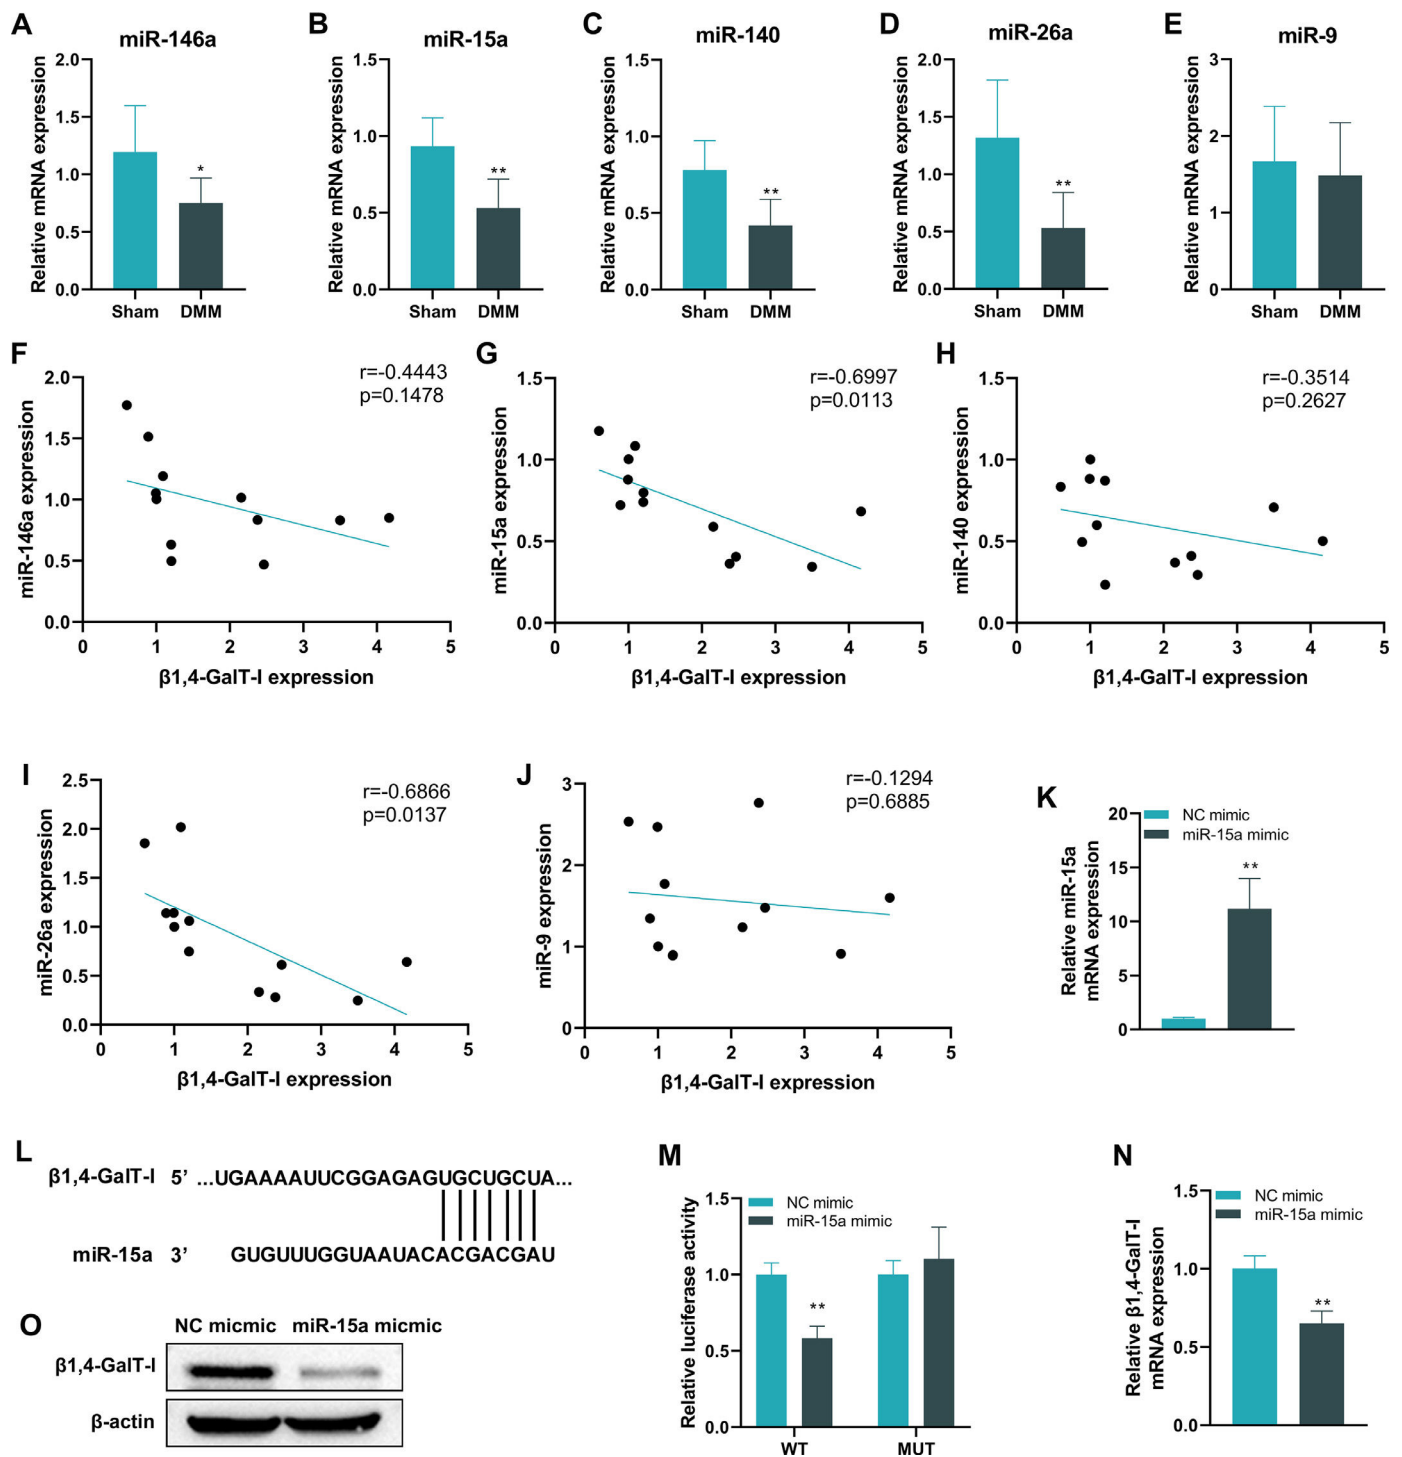 A
miR-146a
Relative mRNA expression
2.0
1.5
1.0
0.5
0.0
*
Sham DMM
B
miR-15a
Relative mRNA expression
1.5
1.0
0.5
0.0
**
Sham DMM
C
miR-140
Relative mRNA expression
1.5
1.0
0.5
0.0
**
Sham DMM
D
miR-26a
Relative mRNA expression
2.0
1.5
1.0
0.5
0.0
**
Sham DMM
E
miR-9
Relative mRNA expression
3
2
1
0
Sham DMM
F
r=-0.4443
p=0.1478
miR-146a expression
2.0
1.5
1.0
0.5
0.0
0 1 2 3 4 5
β1,4-GalT-I expression
G
r=-0.6997
p=0.0113
miR-15a expression
1.5
1.0
0.5
0.0
0 1 2 3 4 5
β1,4-GalT-I expression
H
r=-0.3514
p=0.2627
miR-140 expression
1.5
1.0
0.5
0.0
0 1 2 3 4 5
β1,4-GalT-I expression
I
r=-0.6866
p=0.0137
miR-26a expression
2.5
2.0
1.5
1.0
0.5
0.0
0 1 2 3 4 5
β1,4-GalT-I expression
J
r=-0.1294
p=0.6885
miR-9 expression
3
2
1
0
0 1 2 3 4 5
β1,4-GalT-I expression
K
Relative miR-15a
mRNA expression
20
15
10
5
0
NC mimic
miR-15a mimic
**
L
β1,4-GalT-I 5’ ...UGAAAAUUCGGAGAGUGCUGCUA...
miR-15a 3’ GUGUUUGGUAAUACACGACGAU
M
Relative luciferase activity
1.5
1.0
0.5
0.0
NC mimic
miR-15a mimic
**
WT MUT
N
Relative β1,4-GalT-I
mRNA expression
1.5
1.0
0.5
0.0
NC mimic
miR-15a mimic
**
O
NC micmic miR-15a micmic
β1,4-GalT-I
β-actin